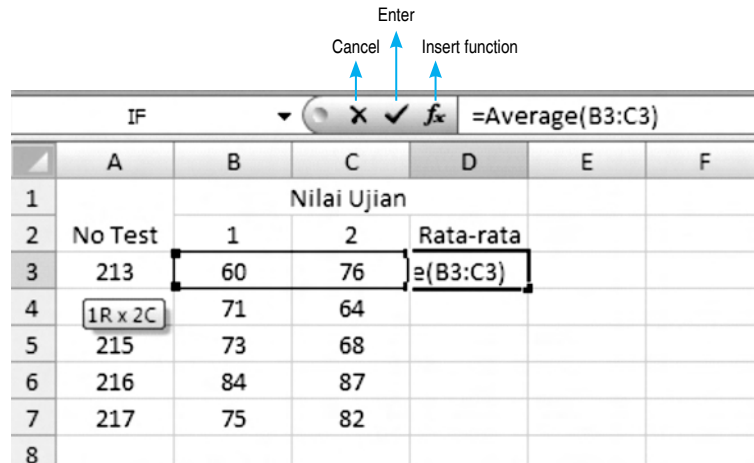 Enter
Cancel Insert function
IF =Average(B3:C3)
A B C D E F
1 Nilai Ujian
2 No Test 1 2 Rata-rata
3 213 60 76 e(B3:C3)
4 1R x 2C 71 64
5 215 73 68
6 216 84 87
7 217 75 82
8